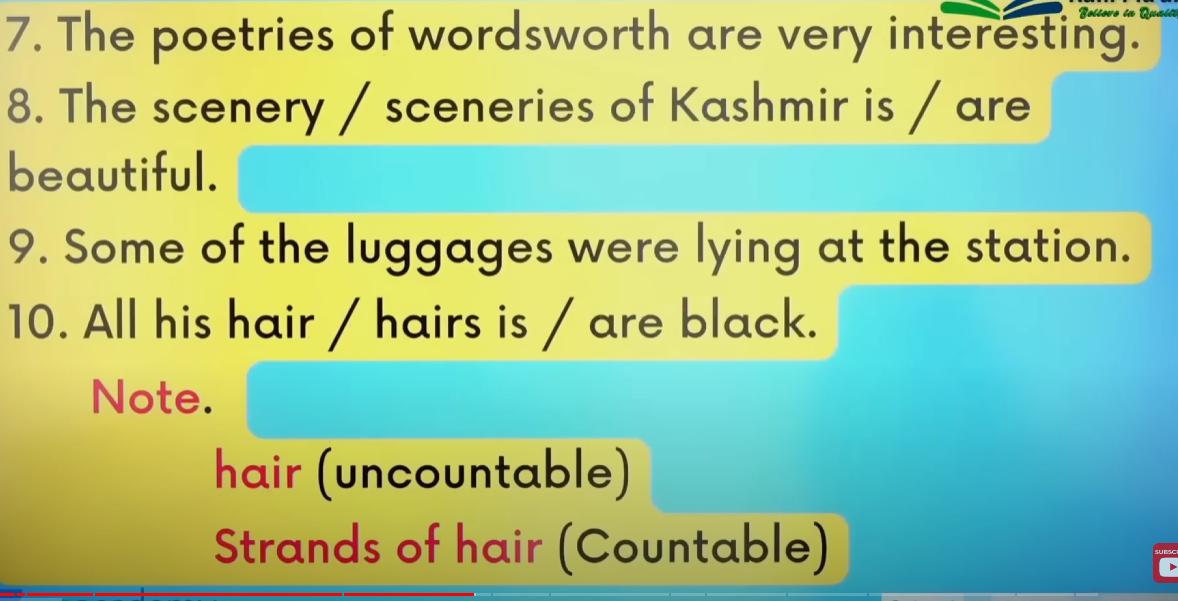 Believe in Quality
7. The poetries of wordsworth are very interesting.
8. The scenery / sceneries of Kashmir is / are
beautiful.
9. Some of the luggages were lying at the station.
10. All his hair / hairs is / are black.
Note.
hair (uncountable)
Strands of hair (Countable)